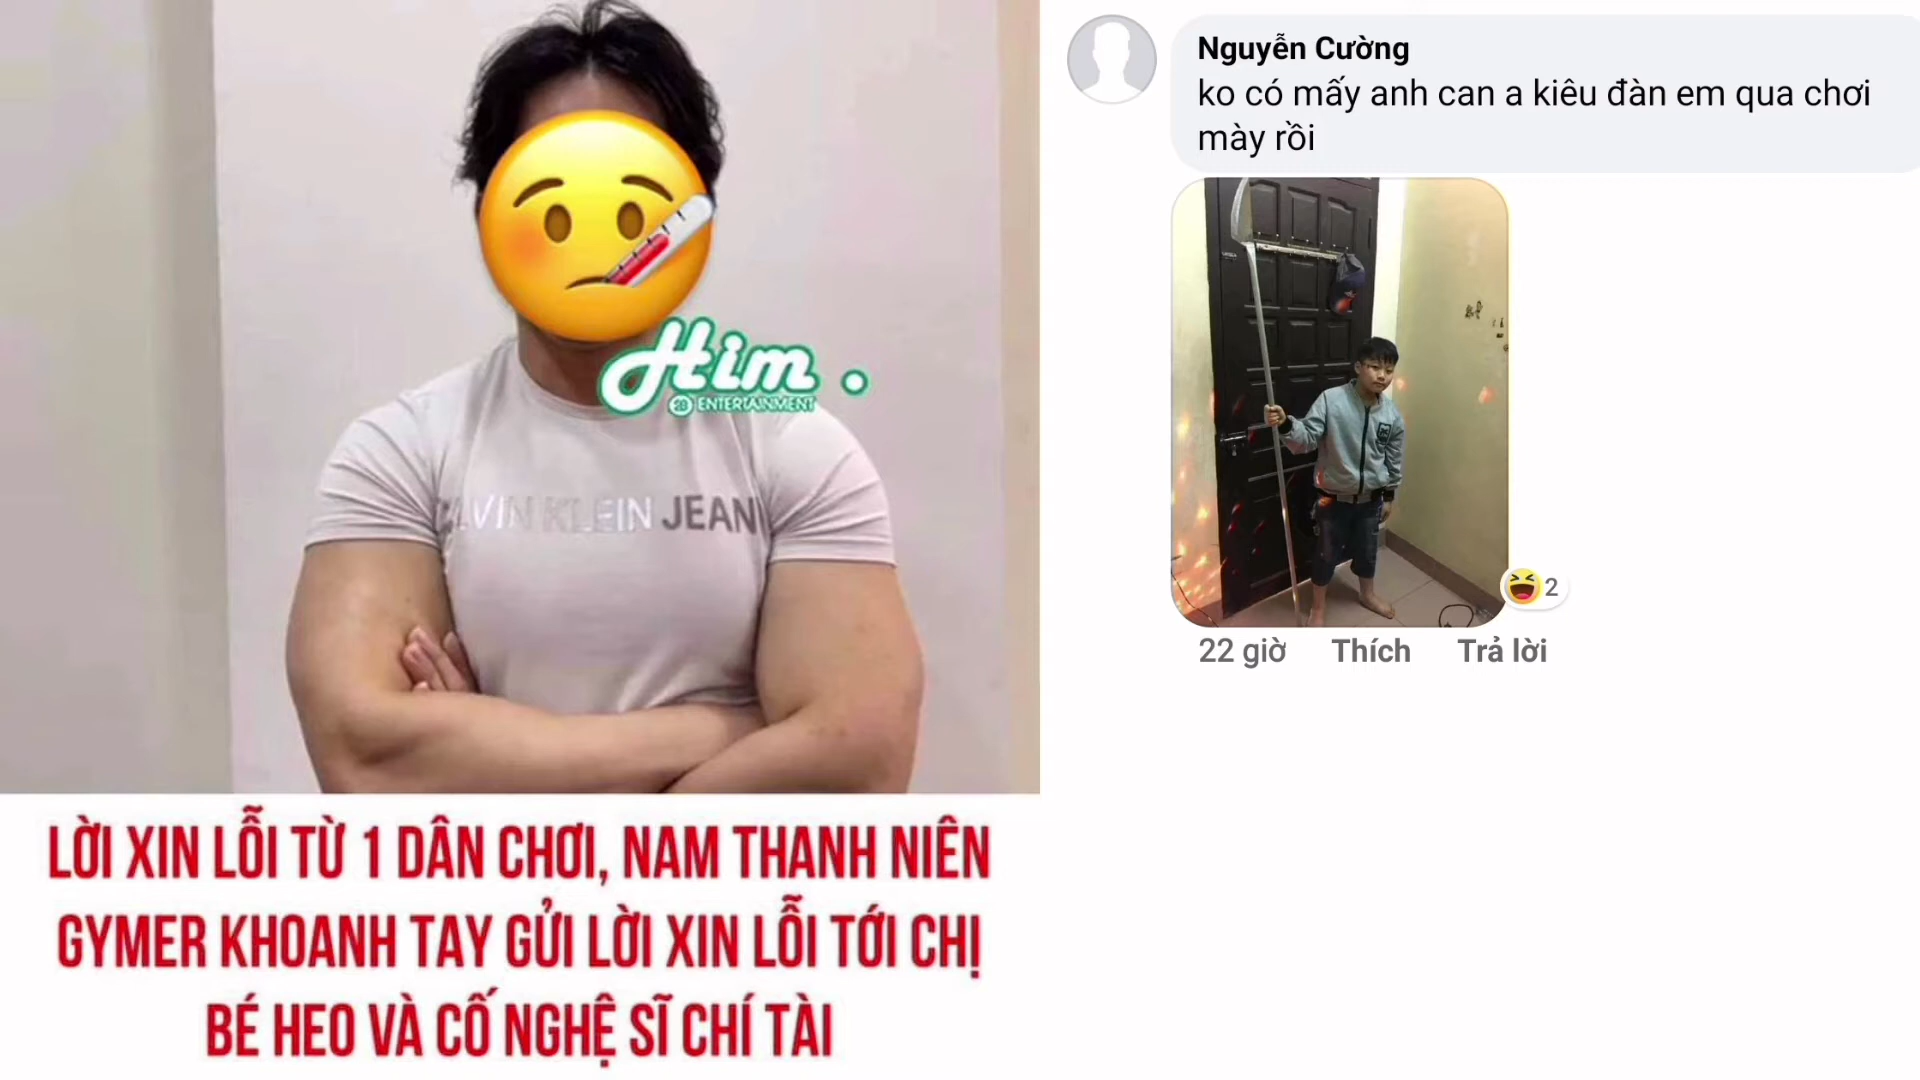 Him.
28 ENTERTAINMENT
CALVIN KLEIN JEAN
LỜI XIN LỖI TỪ 1 DÂN CHƠI, NAM THANH NIÊN
GYMER KHOANH TAY GỬI LỜI XIN LỖI TỚI CHỊ
BÉ HEO VÀ CỐ NGHỆ SĨ CHÍ TÀI
Nguyễn Cường
ko có mấy anh can a kiêu đàn em qua chơi
mày rồi
2
22 giờ Thích Trả lời